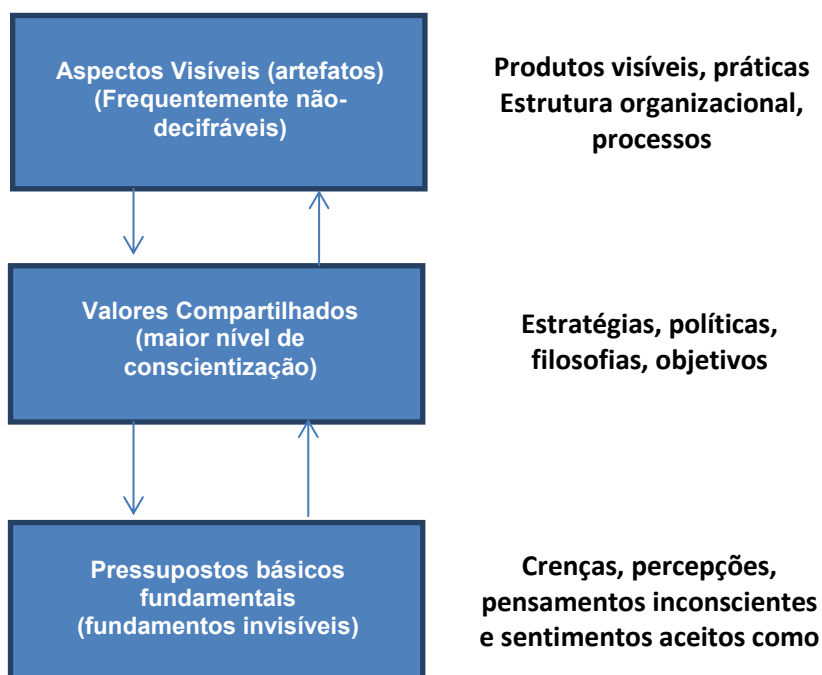 Aspectos Visíveis (artefatos)
(Frequentemente não-
decifráveis)
Produtos visíveis, práticas
Estrutura organizacional,
processos
Valores Compartilhados
(maior nível de
conscientização)
Estratégias, políticas,
filosofias, objetivos
Pressupostos básicos
fundamentais
(fundamentos invisíveis)
Crenças, percepções,
pensamentos inconscientes
e sentimentos aceitos como